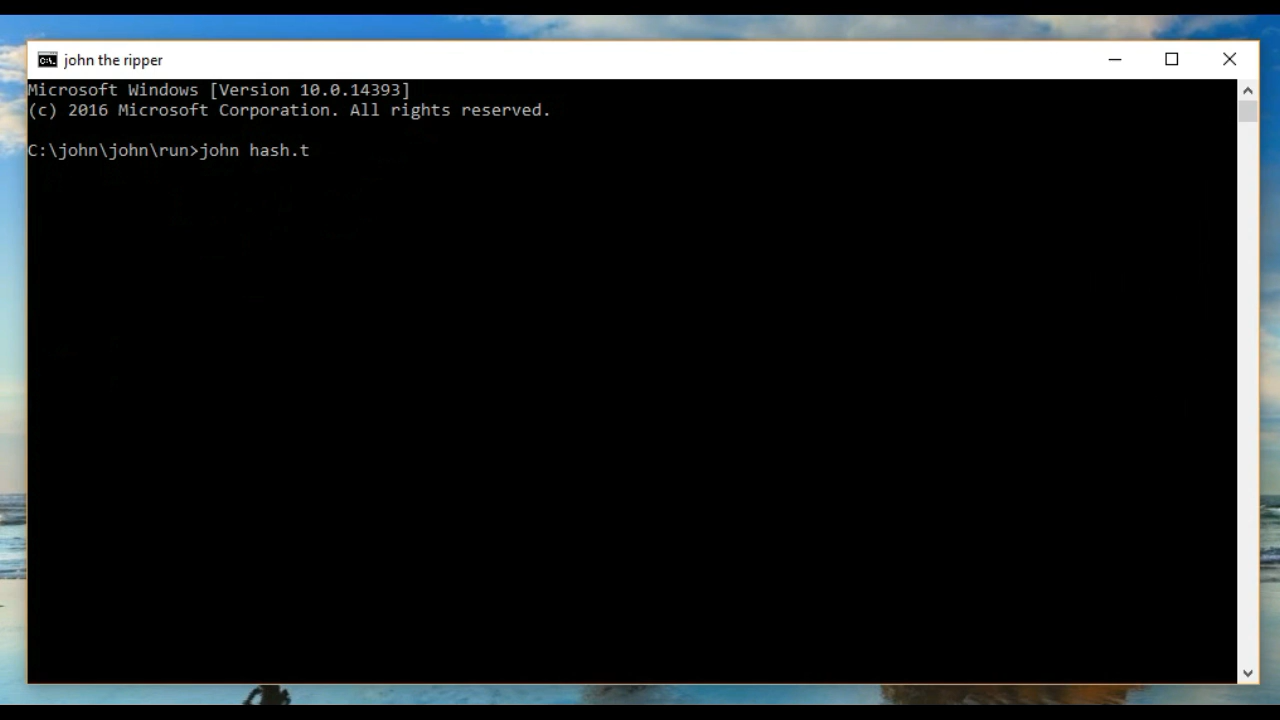 john the ripper
Microsoft Windows [Version 10.0.14393]
(c) 2016 Microsoft Corporation. All rights reserved.
C:\john\john\run>john hash.t